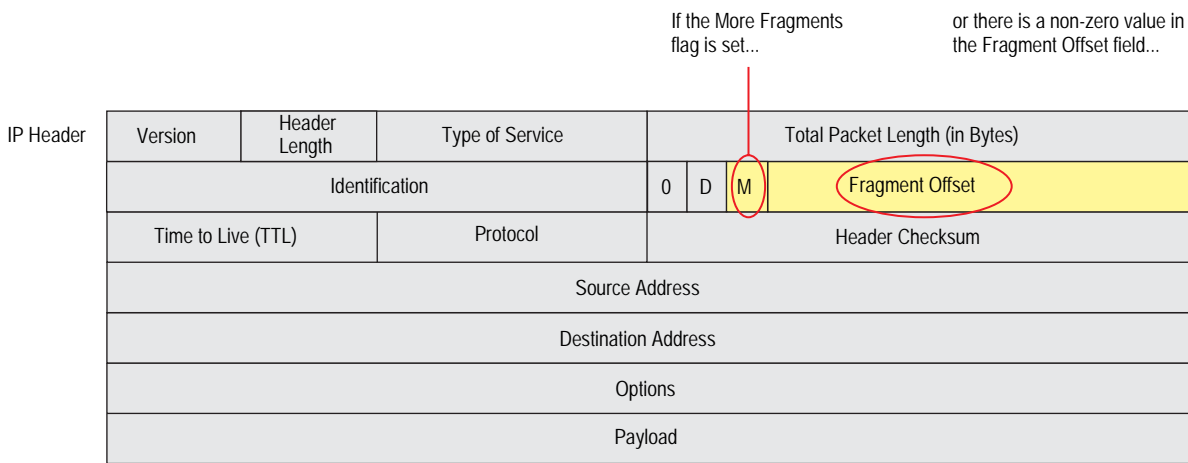 If the More Fragments
flag is set...
or there is a non-zero value in
the Fragment Offset field...
IP Header
Version
Header
Length
Type of Service
Total Packet Length (in Bytes)
Identification
0
D
M
Fragment Offset
Time to Live (TTL)
Protocol
Header Checksum
Source Address
Destination Address
Options
Payload